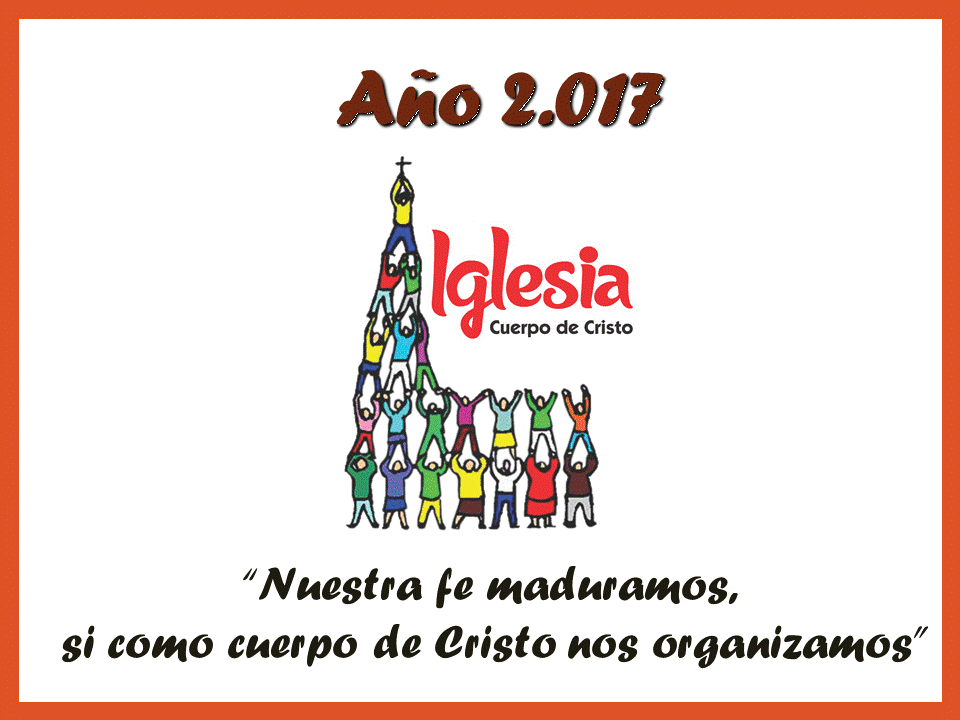 Año 2.017
Iglesia
Cuerpo de Cristo
“Nuestra fe maduramos,
si como cuerpo de Cristo nos organizamos”